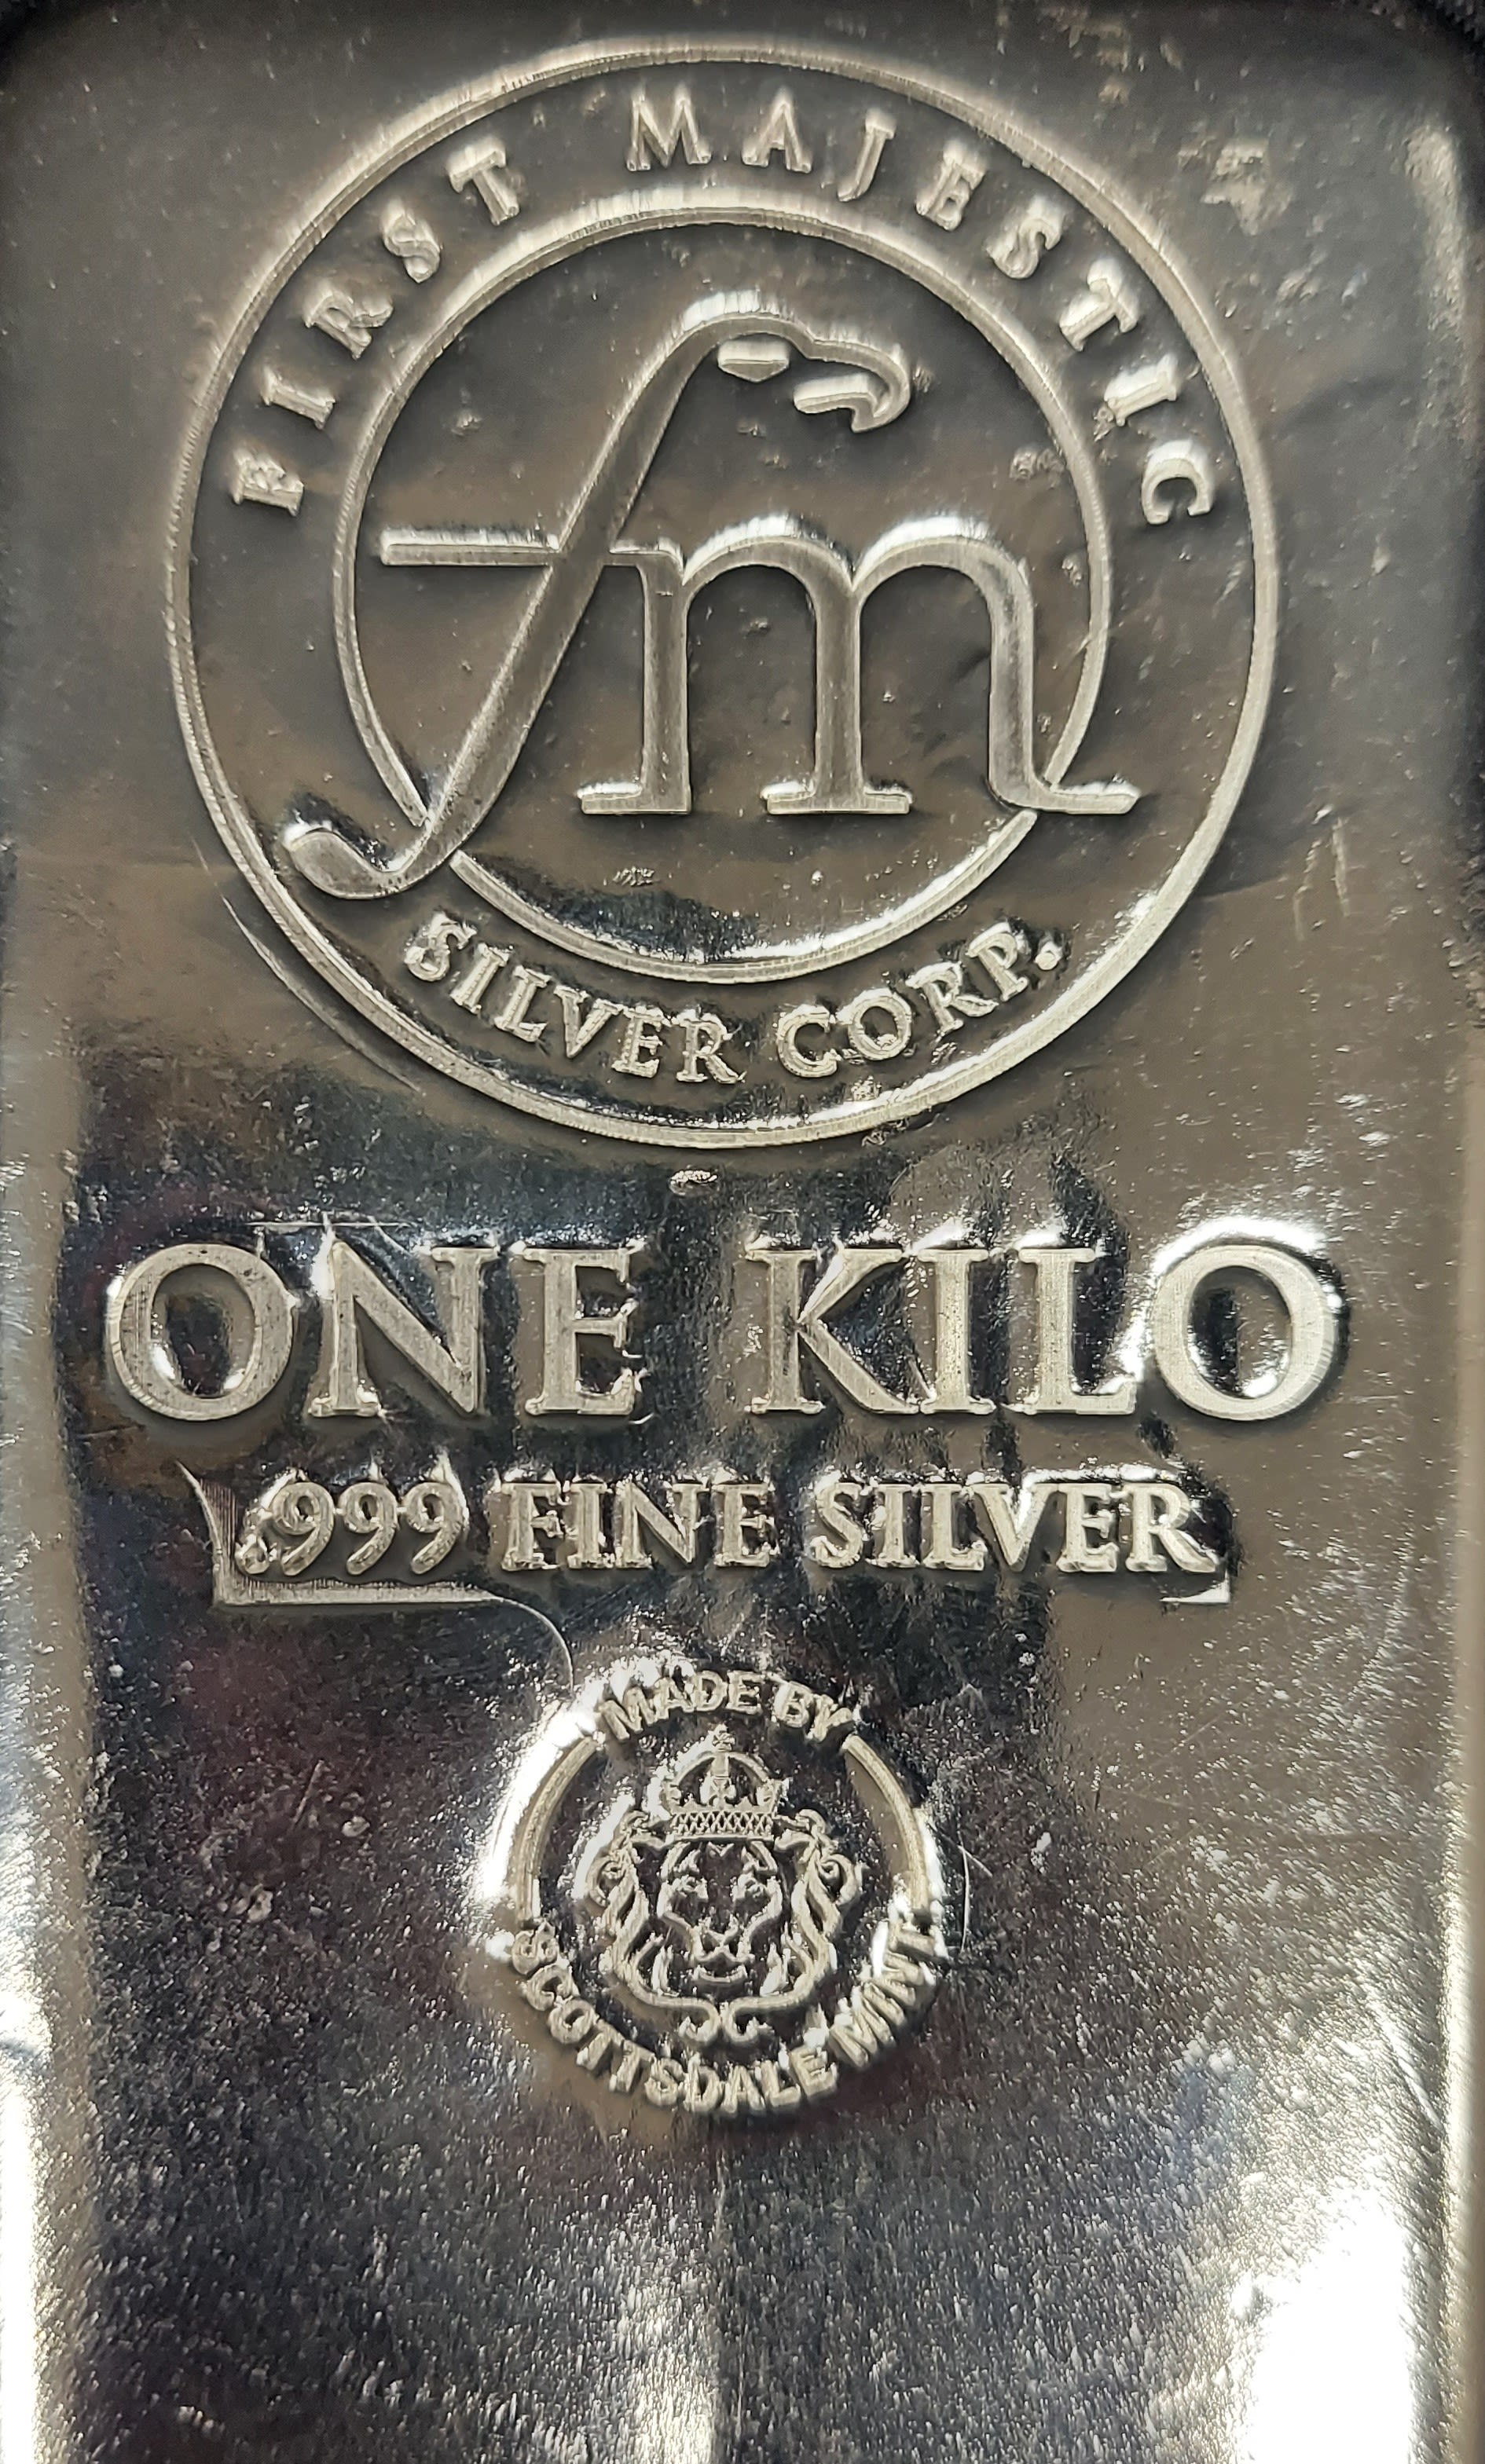 FIRST MAJESTIC
fm
SILVER CORP.
ONE KILO
.999 FINE SILVER
MADE BY
SCOTTSDALE MINT